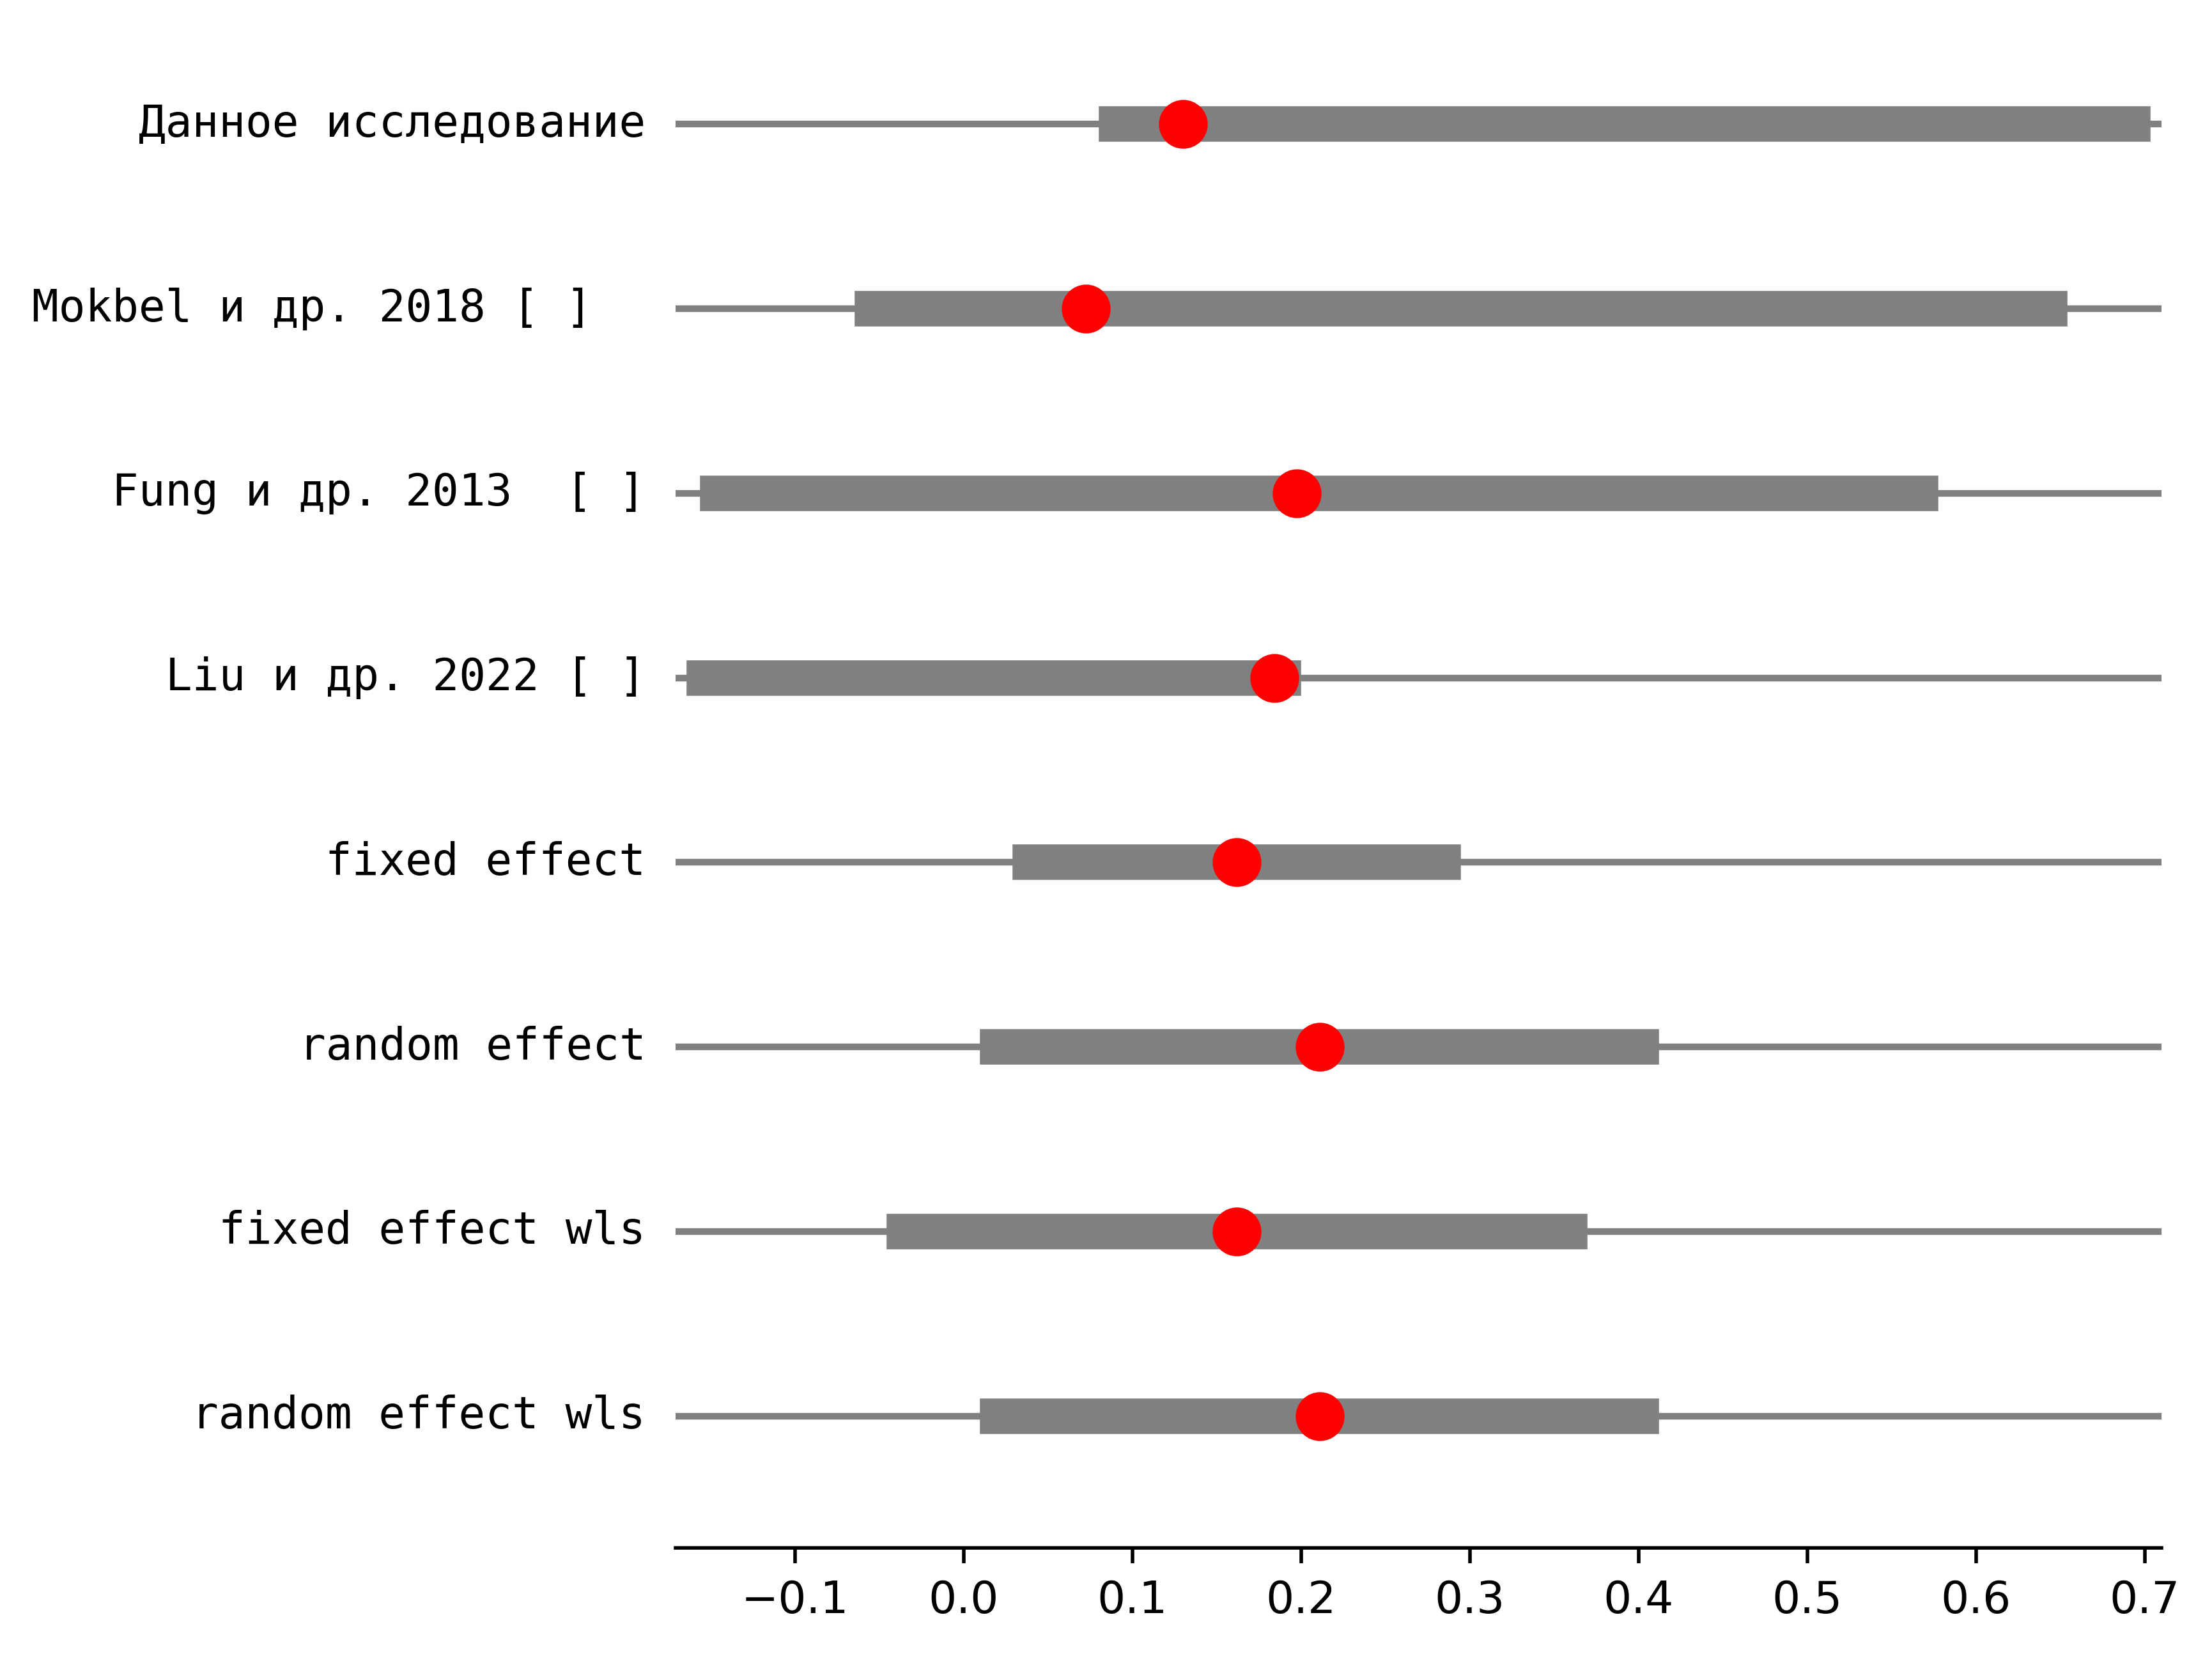 Данное исследование
Mokbel и др. 2018 [ ]
Fung и др. 2013  [ ]
Liu и др. 2022 [ ]
fixed effect
random effect
fixed effect wls
random effect wls
−0.1 0.0 0.1 0.2 0.3 0.4 0.5 0.6 0.7